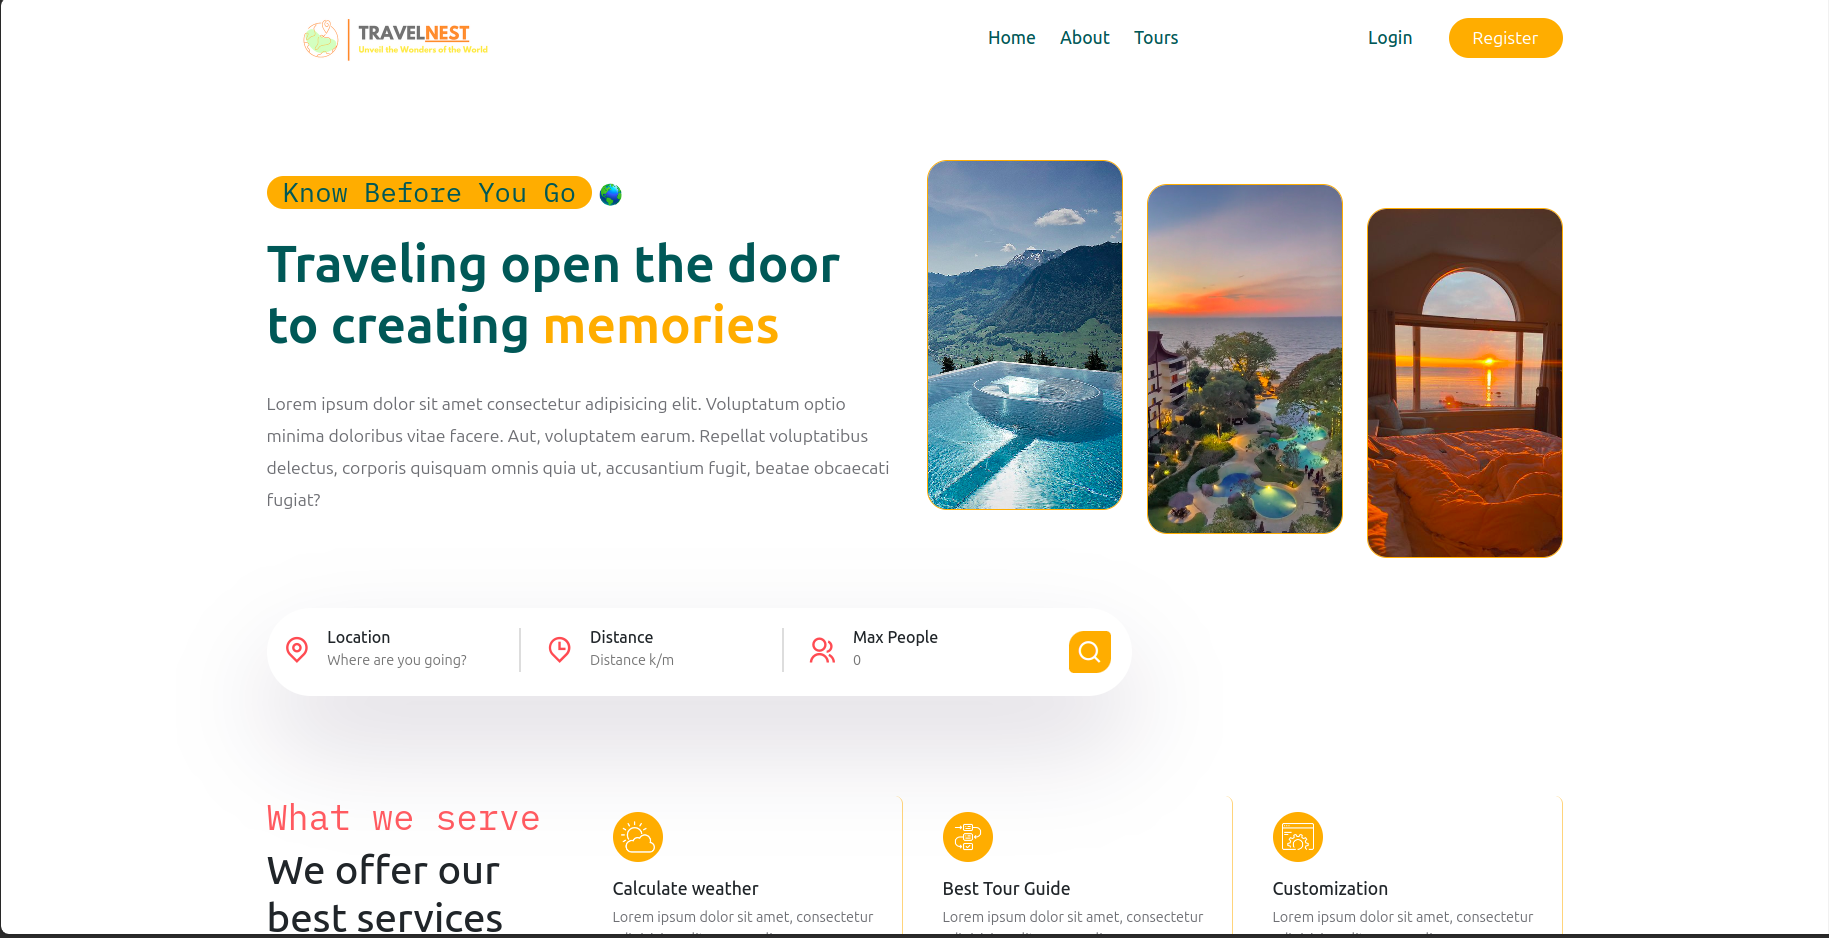 TRAVELNEST
Unveil the Wonders of the World
Home About Tours Login Register
Know Before You Go
Traveling open the door
to creating memories
Lorem ipsum dolor sit amet consectetur adipisicing elit. Voluptatum optio
minima doloribus vitae facere. Aut, voluptatem earum. Repellat voluptatibus
delectus, corporis quisquam omnis quia ut, accusantium fugit, beatae obcaecati
fugiat?
Location
Where are you going?
Distance
Distance k/m
Max People
0
What we serve
We offer our
best services
Calculate weather
Lorem ipsum dolor sit amet, consectetur
Best Tour Guide
Lorem ipsum dolor sit amet, consectetur
Customization
Lorem ipsum dolor sit amet, consectetur